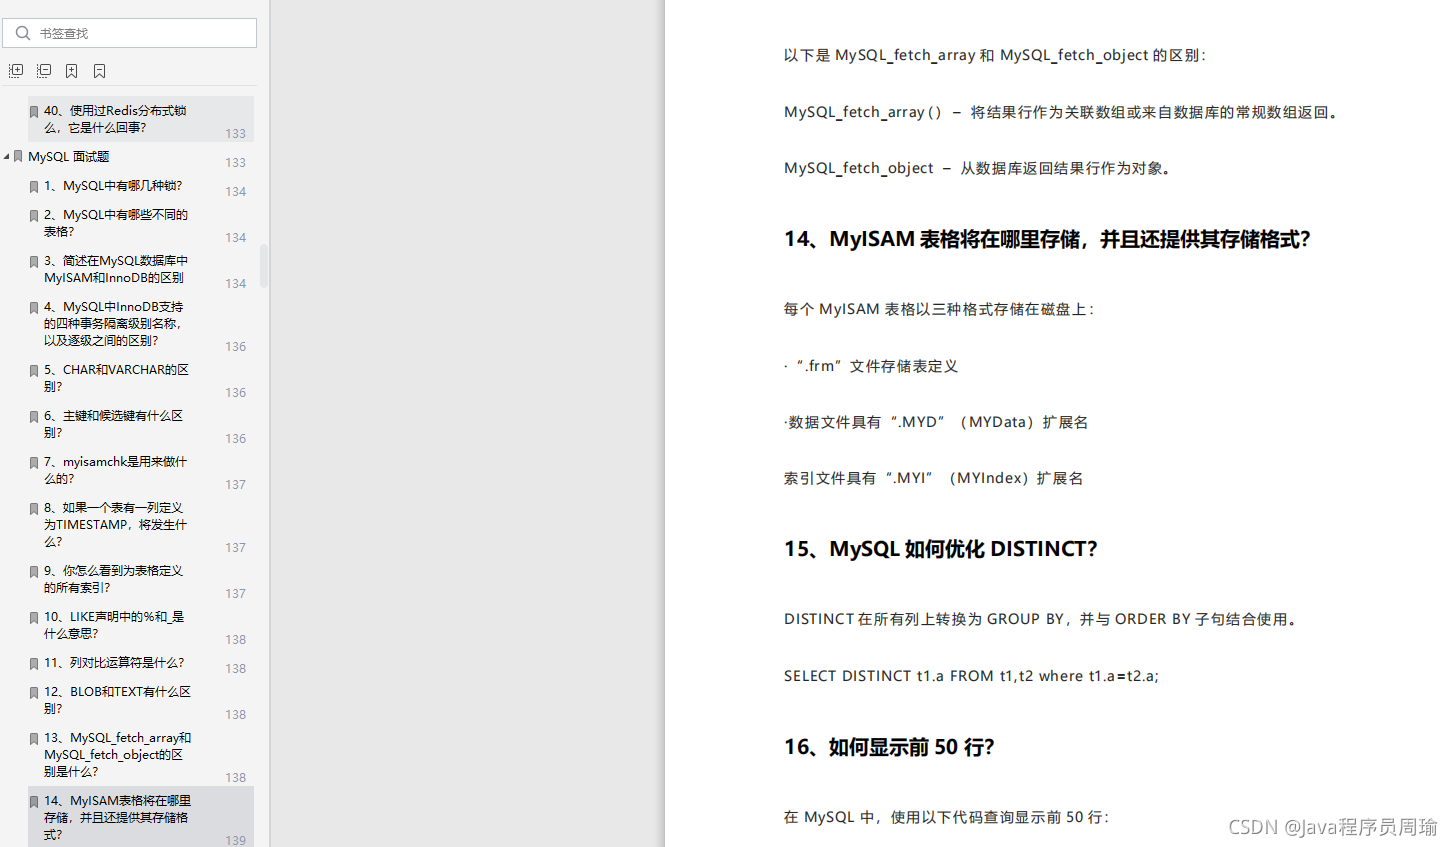 书签查找
40、使用过Redis分布式锁
么，它是什么回事？
133
MySQL 面试题
133
1、MySQL中有哪几种锁？
134
2、MySQL中有哪些不同的
表格？
134
3、简述在MySQL数据库中
MyISAM和InnoDB的区别
134
4、MySQL中InnoDB支持
的四种事务隔离级别名称，
以及逐级之间的区别？
136
5、CHAR和VARCHAR的区
别？
136
6、主键和候选键有什么区
别？
136
7、myisamchk是用来做什
么的？
137
8、如果一个表有一列定义
为TIMESTAMP，将发生什
么？
137
9、你怎么看到为表格定义
的所有索引？
137
10、LIKE声明中的%和_是
什么意思？
138
11、列对比运算符是什么？
138
12、BLOB和TEXT有什么区
别？
138
13、MySQL_fetch_array和
MySQL_fetch_object的区
别是什么？
138
14、MyISAM表格将在哪里
存储，并且还提供其存储格
式？
139
以下是 MySQL_fetch_array 和 MySQL_fetch_object 的区别：
MySQL_fetch_array（） – 将结果行作为关联数组或来自数据库的常规数组返回。
MySQL_fetch_object – 从数据库返回结果行作为对象。
14、MyISAM 表格将在哪里存储，并且还提供其存储格式？
每个 MyISAM 表格以三种格式存储在磁盘上：
·“.frm”文件存储表定义
·数据文件具有“.MYD”（MYData）扩展名
索引文件具有“.MYI”（MYIndex）扩展名
15、MySQL 如何优化 DISTINCT？
DISTINCT 在所有列上转换为 GROUP BY，并与 ORDER BY 子句结合使用。
SELECT DISTINCT t1.a FROM t1,t2 where t1.a=t2.a;
16、如何显示前 50 行？
在 MySQL 中，使用以下代码查询显示前 50 行：
CSDN @Java程序员周瑜